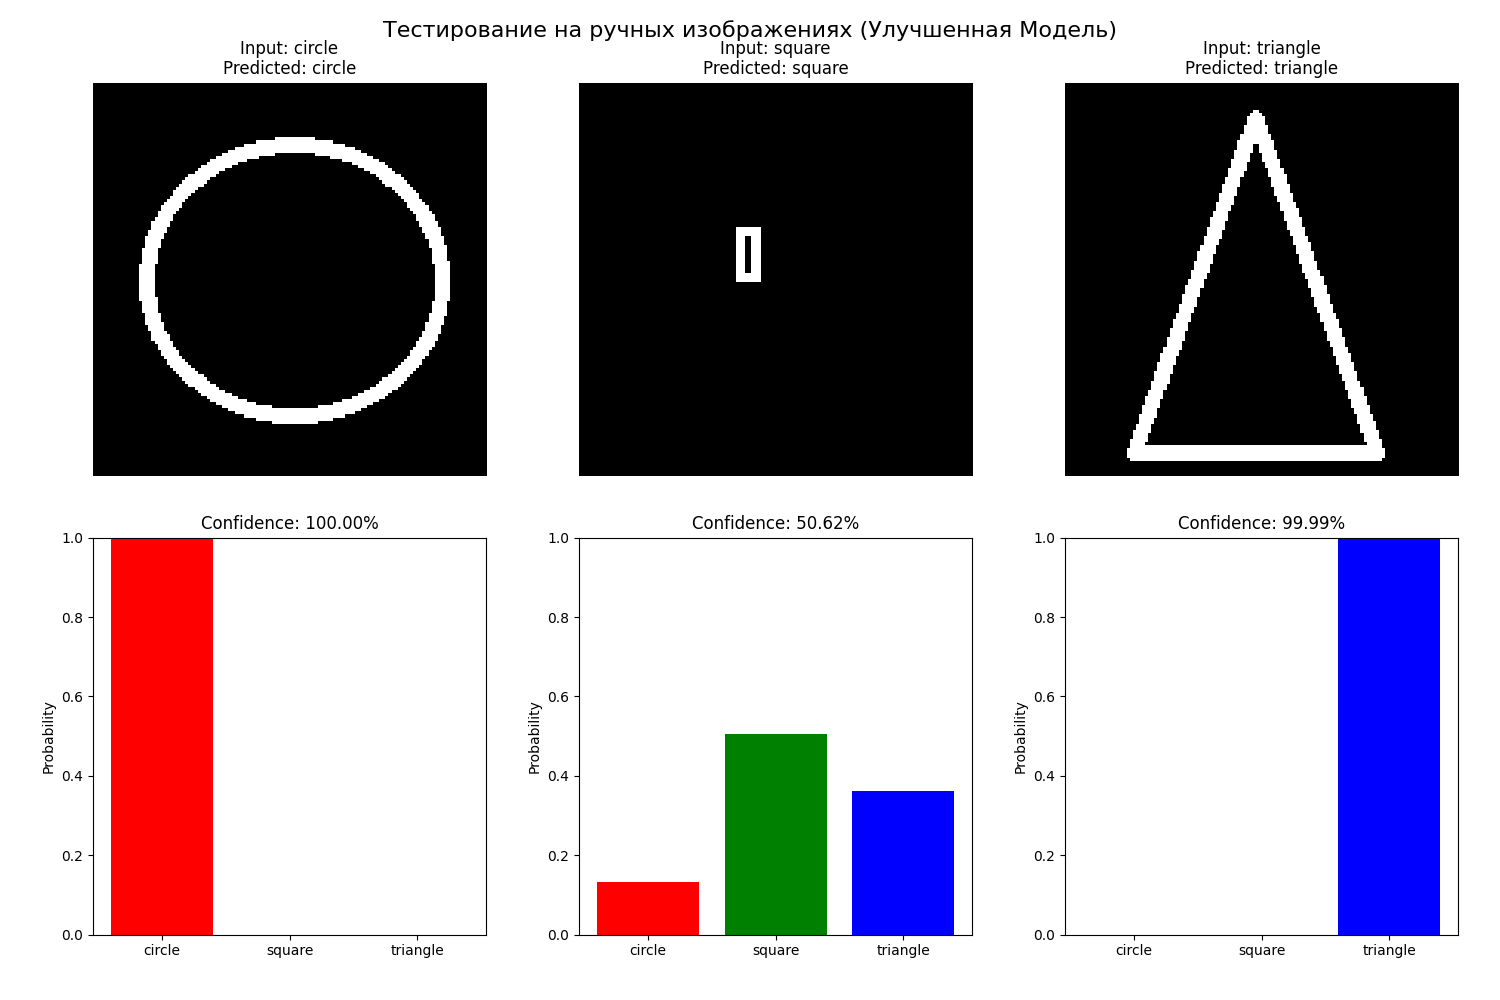 Тестирование на ручных изображениях (Улучшенная Модель)
Input: circle
Predicted: circle
Input: square
Predicted: square
Input: triangle
Predicted: triangle
Confidence: 100.00%
Probability
1.0
0.8
0.6
0.4
0.2
0.0
circle square triangle
Confidence: 50.62%
Probability
1.0
0.8
0.6
0.4
0.2
0.0
circle square triangle
Confidence: 99.99%
Probability
1.0
0.8
0.6
0.4
0.2
0.0
circle square triangle